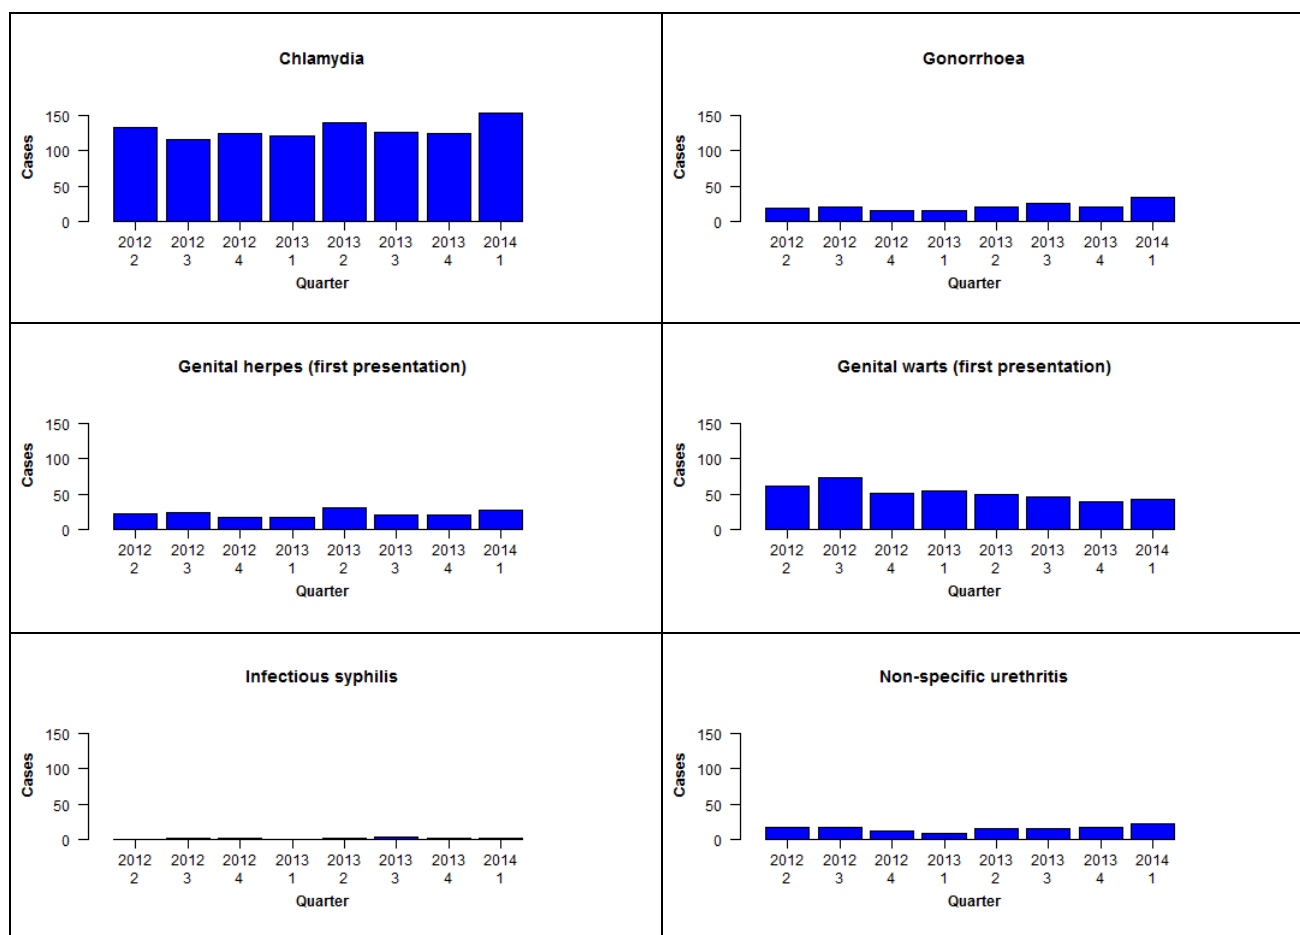 Chlamydia
Cases
150
100
50
0
2012 2012 2012 2013 2013 2013 2013 2014
2 3 4 1 2 3 4 1
Quarter
Gonorrhoea
Cases
150
100
50
0
2012 2012 2012 2013 2013 2013 2013 2014
2 3 4 1 2 3 4 1
Quarter
Genital herpes (first presentation)
Cases
150
100
50
0
2012 2012 2012 2013 2013 2013 2013 2014
2 3 4 1 2 3 4 1
Quarter
Genital warts (first presentation)
Cases
150
100
50
0
2012 2012 2012 2013 2013 2013 2013 2014
2 3 4 1 2 3 4 1
Quarter
Infectious syphilis
Cases
150
100
50
0
2012 2012 2012 2013 2013 2013 2013 2014
2 3 4 1 2 3 4 1
Quarter
Non-specific urethritis
Cases
150
100
50
0
2012 2012 2012 2013 2013 2013 2013 2014
2 3 4 1 2 3 4 1
Quarter